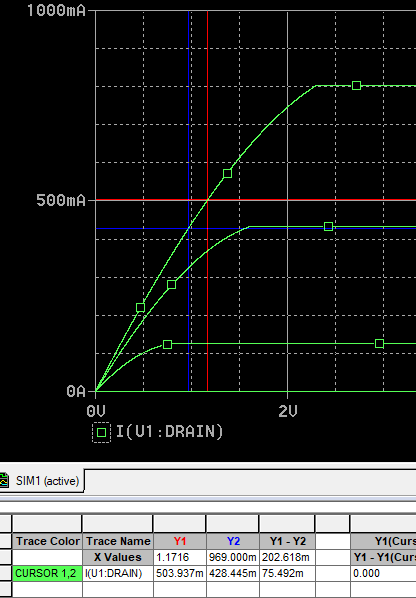 1000mA
500mA
0A
0V 2V
I(U1:DRAIN)
SIM1 (active)
Trace Color Trace Name Y1 Y2 Y1 - Y2 Y1(Curs
X Values 1.1716 969.000m 202.618m Y1 - Y1(Curs
CURSOR 1,2 I(U1:DRAIN) 503.937m 428.445m 75.492m 0.000